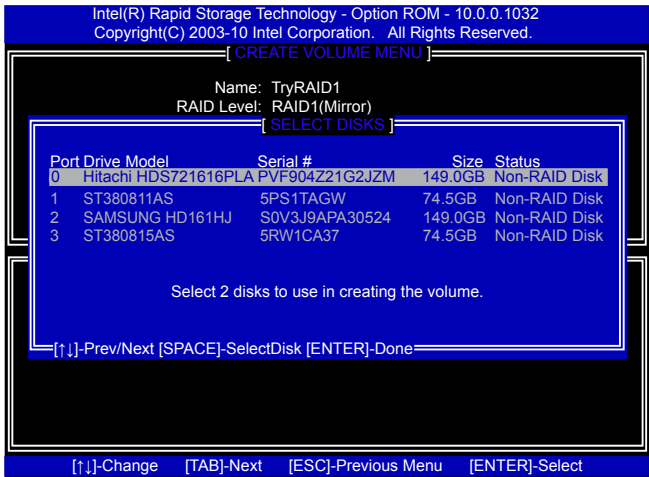 Intel(R) Rapid Storage Technology - Option ROM - 10.0.0.1032
Copyright(C) 2003-10 Intel Corporation. All Rights Reserved.
[ CREATE VOLUME MENU ]
Name: TryRAID1
RAID Level: RAID1(Mirror)
[ SELECT DISKS ]
Port Drive Model Serial # Size Status
0 Hitachi HDS721616PLA PVF904Z21G2JZM 149.0GB Non-RAID Disk
1 ST380811AS 5PS1TAGW 74.5GB Non-RAID Disk
2 SAMSUNG HD161HJ S0V3J9APA30524 149.0GB Non-RAID Disk
3 ST380815AS 5RW1CA37 74.5GB Non-RAID Disk
Select 2 disks to use in creating the volume.
[↑↓]-Prev/Next [SPACE]-SelectDisk [ENTER]-Done
[↑↓]-Change [TAB]-Next [ESC]-Previous Menu [ENTER]-Select